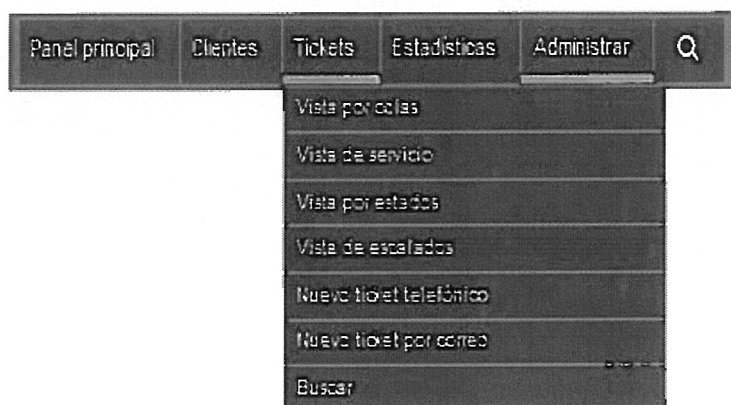 Panel principal Clientes Tickets Estadísticas Administrar
Vista por colas
Vista de servicio
Vista por estados
Vista de escalados
Nuevo ticket telefónico
Nuevo ticket por correo
Buscar